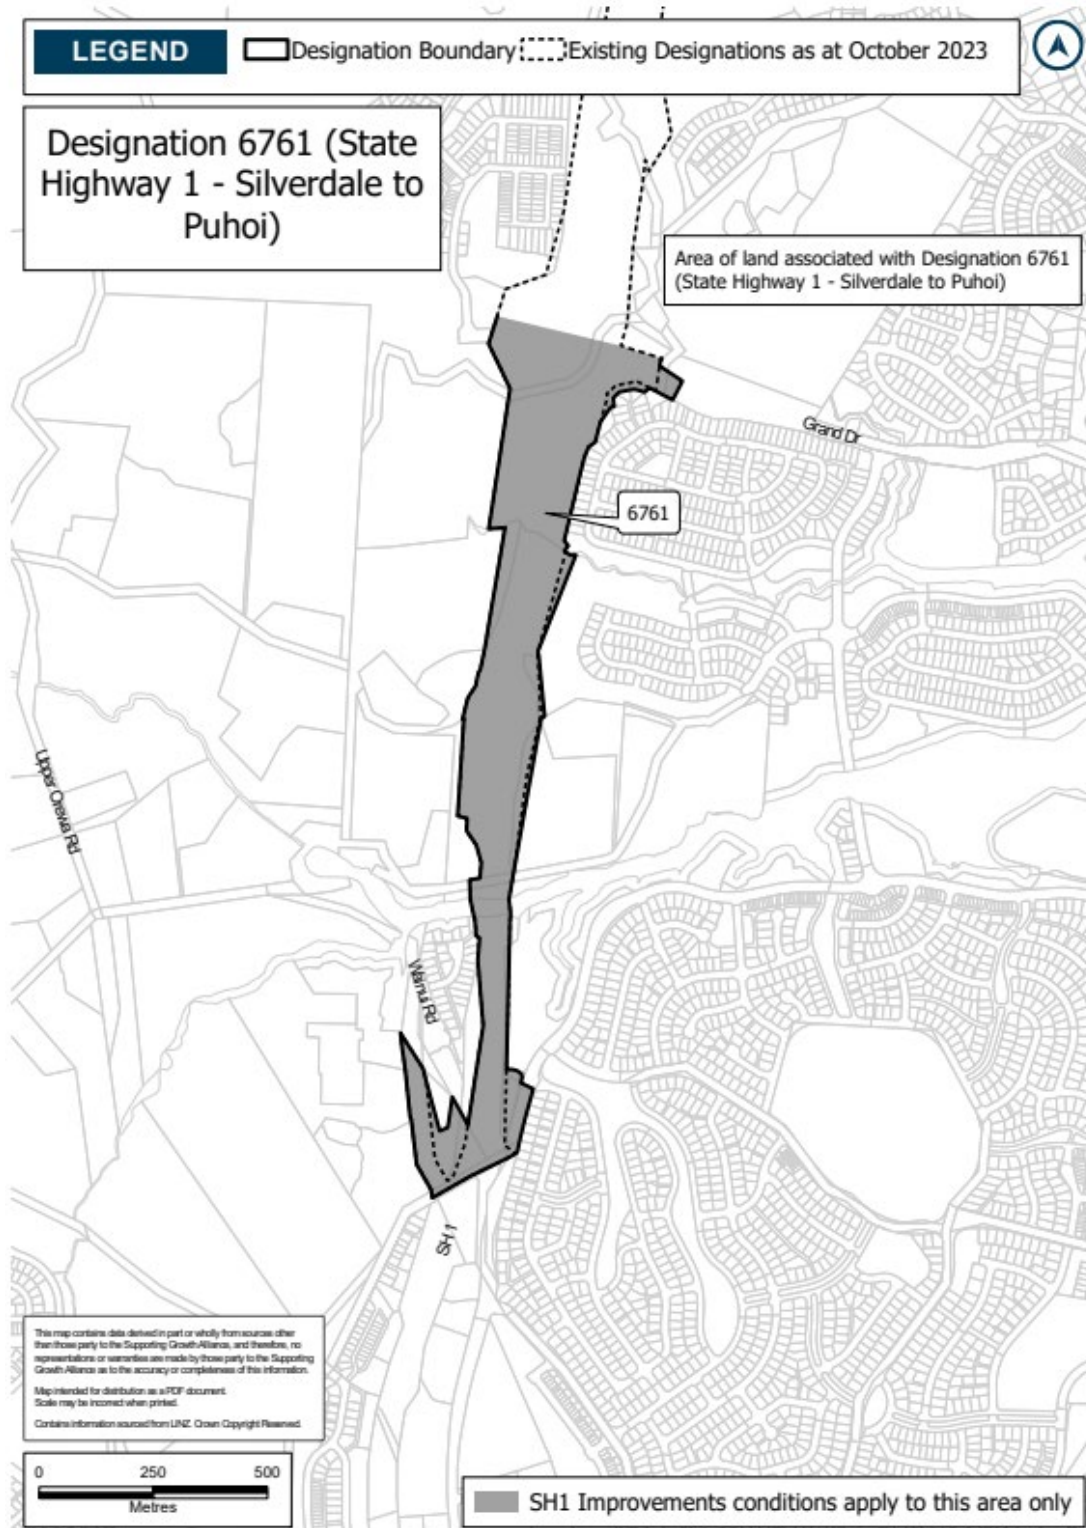 LEGEND
Designation Boundary
Existing Designations as at October 2023
Designation 6761 (State
Highway 1 - Silverdale to
Puhoi)
Area of land associated with Designation 6761
(State Highway 1 - Silverdale to Puhoi)
Grand Dr
6761
Upper Orewa Rd
Wainui Rd
SH 1
This map contains data derived in part or wholly from sources other
than those party to the Supporting Growth Alliance, and therefore, no
representations or warranties are made by those party to the Supporting
Growth Alliance as to the accuracy or completeness of this information.
Map intended for distribution as a PDF document.
Scale may be incorrect when printed.
Contains information sourced from LINZ. Crown Copyright Reserved.
0 250 500
Metres
SH1 Improvements conditions apply to this area only